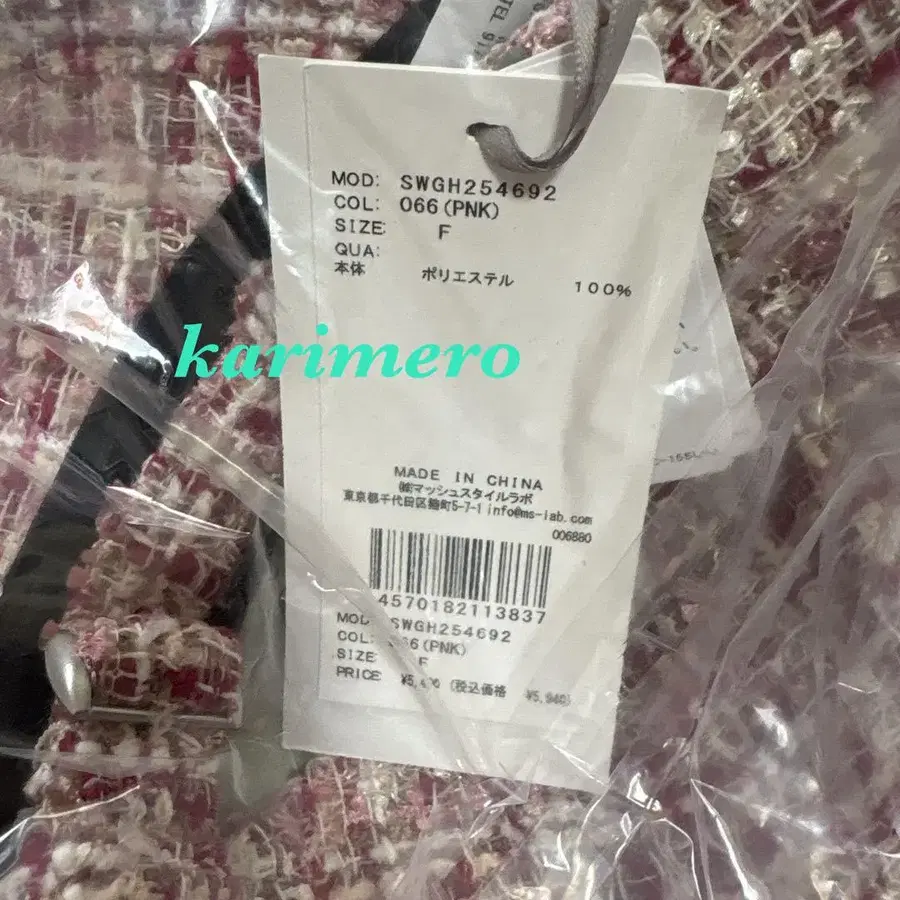 MOD: SWGH254692
COL: 066(PNK)
SIZE: F
QUA:
本体 ポリエステル 100%
karimero
MADE IN CHINA
㈱マッシュスタイルラボ
東京都千代田区麹町5-7-1 info@ms-lab.com
006880
4570182113837
MOD: SWGH254692
COL: 066(PNK)
SIZE F
PRICE ¥5,400 (税込価格 ¥5,940)